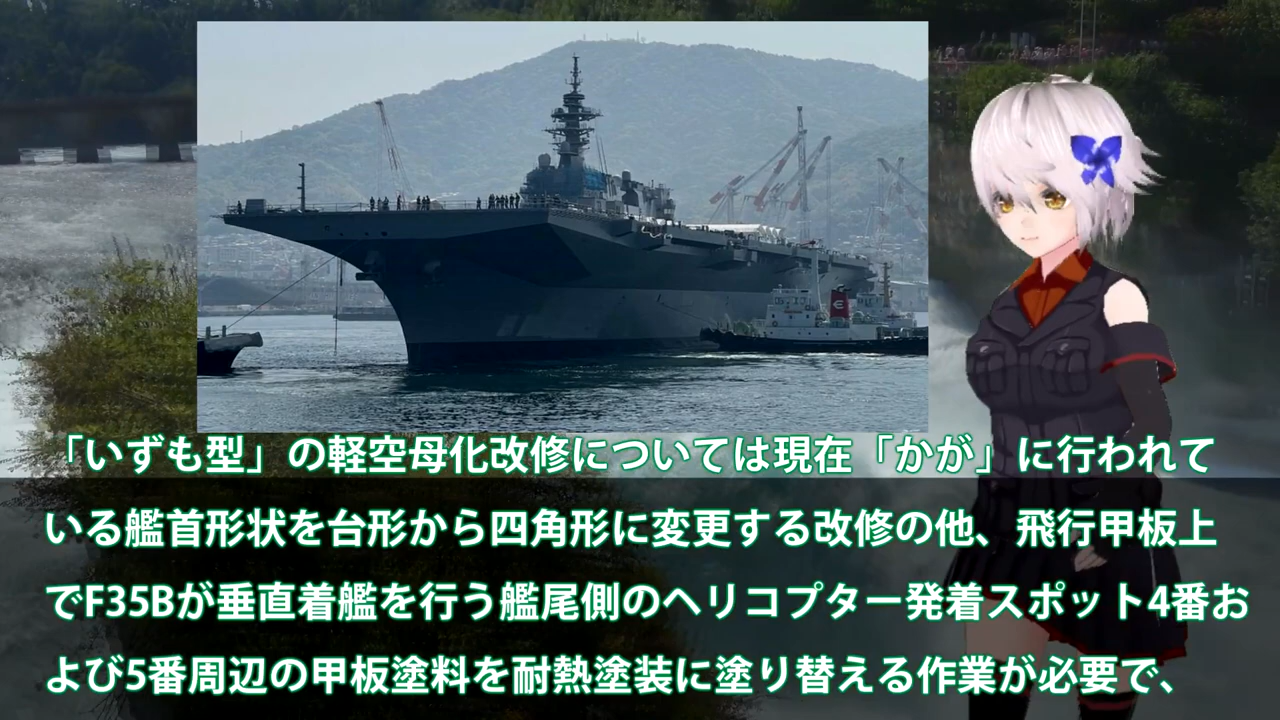 「いずも型」の軽空母化改修については現在「かが」に行われて
いる艦首形状を台形から四角形に変更する改修の他、飛行甲板上
でF35Bが垂直着艦を行う艦尾側のヘリコプター発着スポット4番お
よび5番周辺の甲板塗料を耐熱塗装に塗り替える作業が必要で、